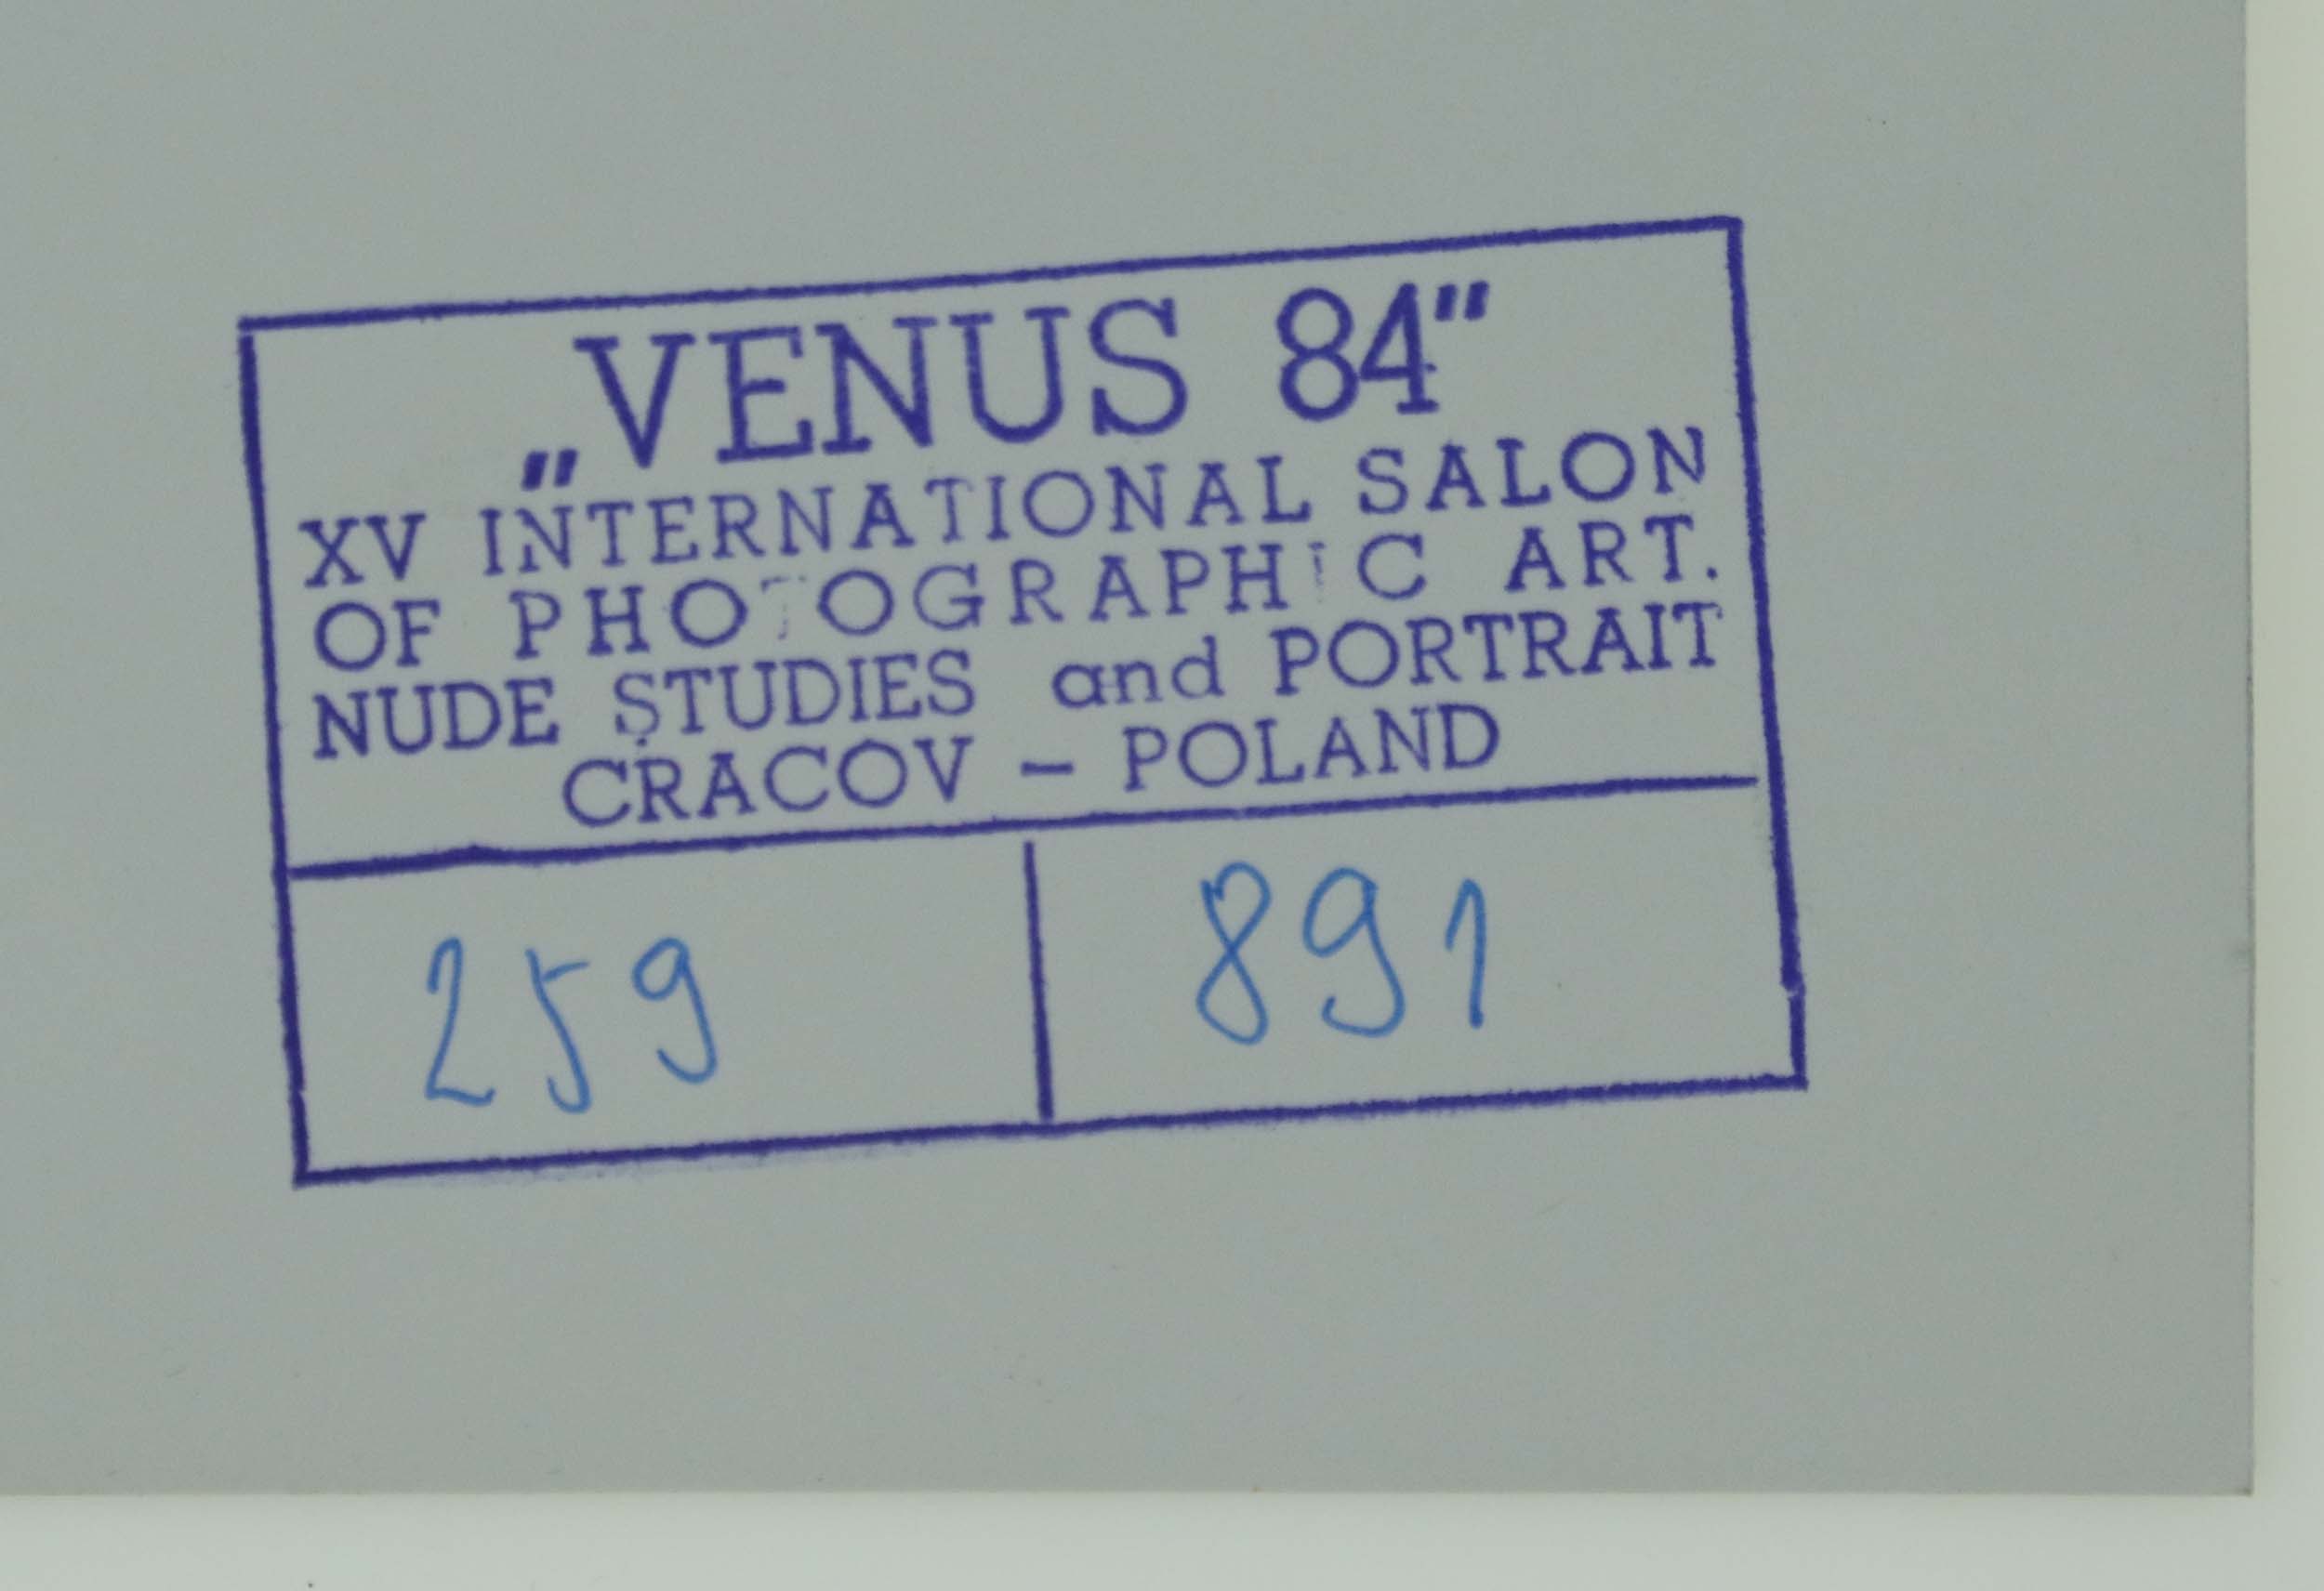 „VENUS 84"
XV INTERNATIONAL SALON
OF PHOTOGRAPHIC ART.
NUDE STUDIES and PORTRAIT
CRACOV – POLAND
259 891